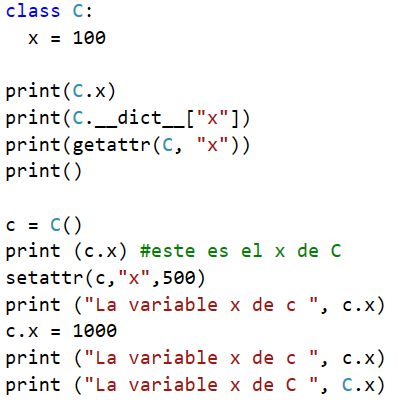 class C:
  x = 100

print(C.x)
print(C.__dict__["x"])
print(getattr(C, "x"))
print()

c = C()
print (c.x) #este es el x de C
setattr(c,"x",500)
print ("La variable x de c ", c.x)
c.x = 1000
print ("La variable x de c ", c.x)
print ("La variable x de C ", C.x)